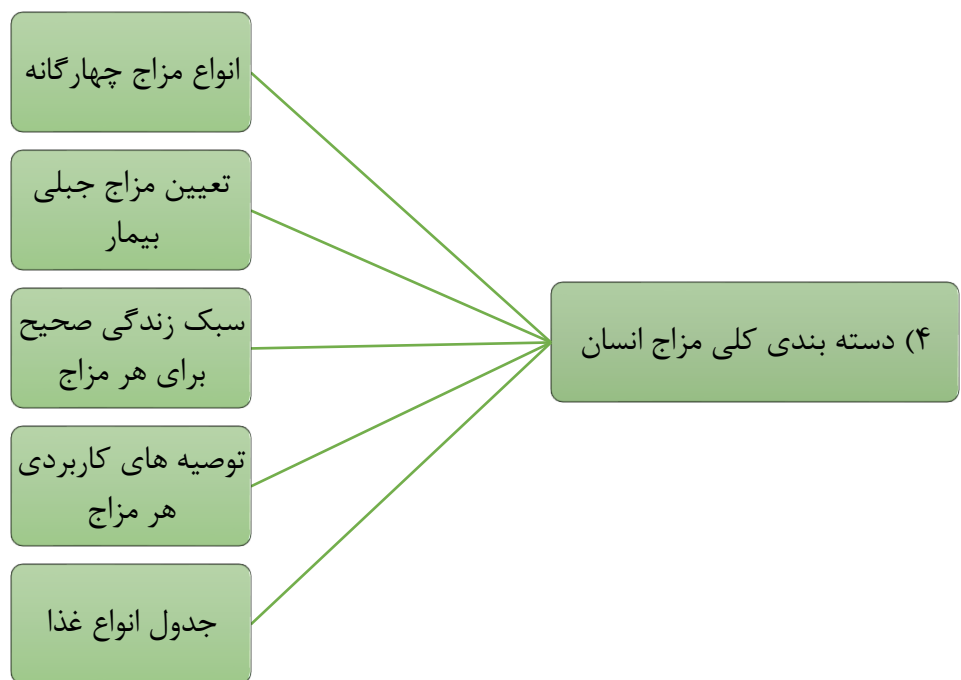 ۴) دسته بندی کلی مزاج انسان
انواع مزاج چهارگانه
تعیین مزاج جبلی
بیمار
سبک زندگی صحیح
برای هر مزاج
توصیه های کاربردی
هر مزاج
جدول انواع غذا